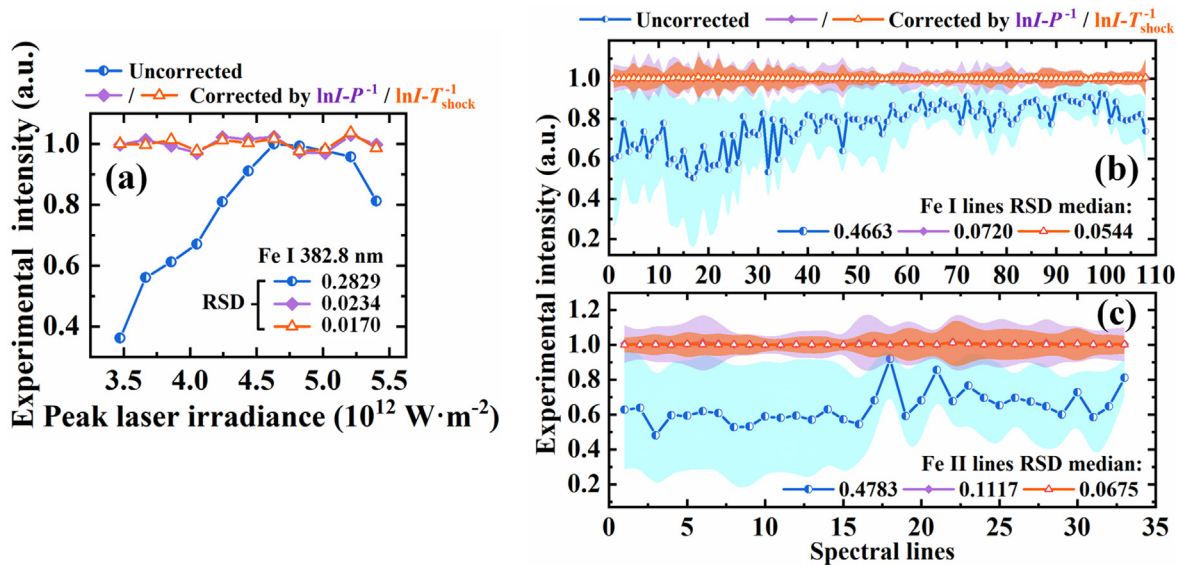 Uncorrected
/ Corrected by lnI-P⁻¹ / lnI-T⁻¹shock
Experimental intensity (a.u.)
1.0
0.8
0.6
0.4
(a)
Fe I 382.8 nm
RSD
0.2829
0.0234
0.0170
3.5 4.0 4.5 5.0 5.5
Peak laser irradiance (10¹² W·m⁻²)
Uncorrected / Corrected by lnI-P⁻¹ / lnI-T⁻¹shock
Experimental intensity (a.u.)
1.0
0.8
0.6
0.4
0.2
(b)
Fe I lines RSD median:
0.4663 0.0720 0.0544
0 10 20 30 40 50 60 70 80 90 100 110
1.2
1.0
0.8
0.6
0.4
0.2
(c)
Fe II lines RSD median:
0.4783 0.1117 0.0675
0 5 10 15 20 25 30 35
Spectral lines